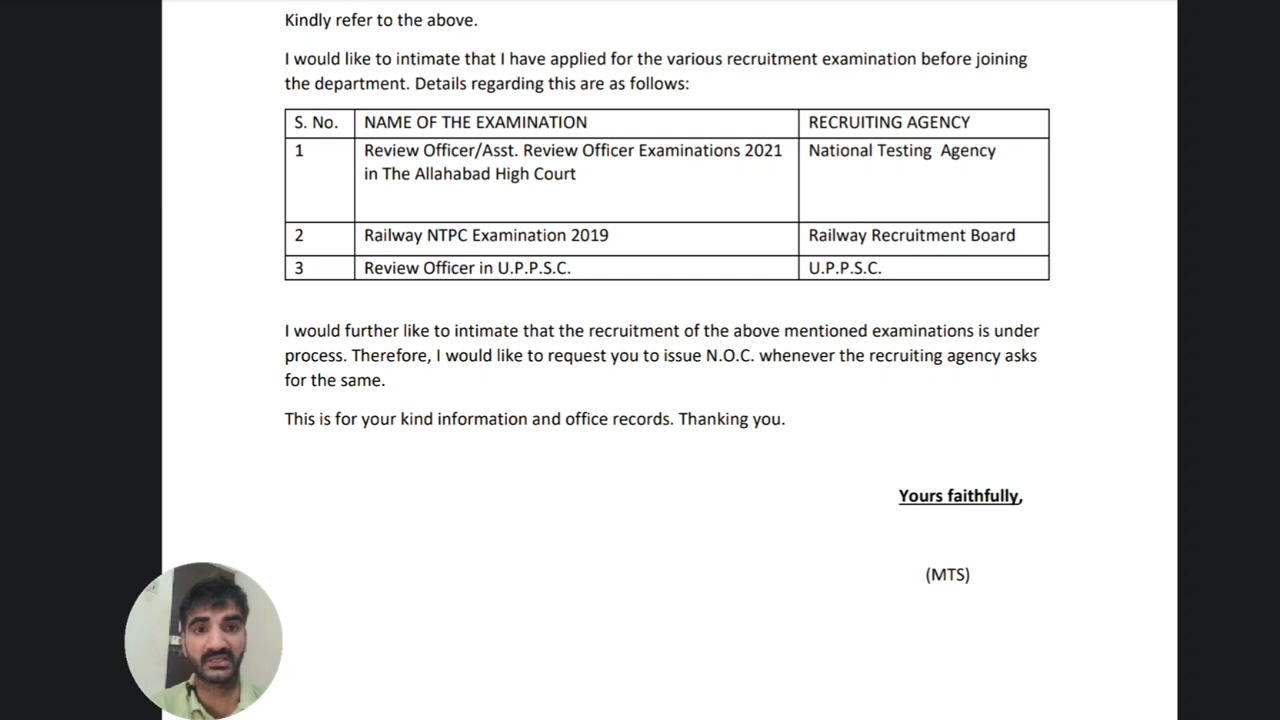 Kindly refer to the above.
I would like to intimate that I have applied for the various recruitment examination before joining
the department. Details regarding this are as follows:
S. No. NAME OF THE EXAMINATION RECRUITING AGENCY
1 Review Officer/Asst. Review Officer Examinations 2021 National Testing Agency
in The Allahabad High Court
2 Railway NTPC Examination 2019 Railway Recruitment Board
3 Review Officer in U.P.P.S.C. U.P.P.S.C.
I would further like to intimate that the recruitment of the above mentioned examinations is under
process. Therefore, I would like to request you to issue N.O.C. whenever the recruiting agency asks
for the same.
This is for your kind information and office records. Thanking you.
Yours faithfully,
(MTS)